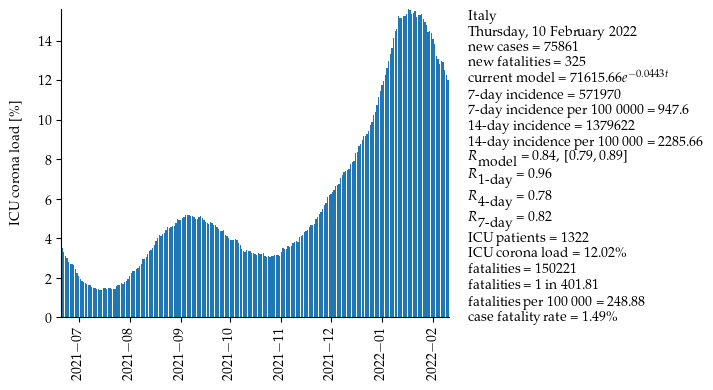 ICU corona load [%]
14
12
10
8
6
4
2
0
2021−07
2021−08
2021−09
2021−10
2021−11
2021−12
2022−01
2022−02
Italy
Thursday, 10 February 2022
new cases = 75861
new fatalities = 325
current model = 71615.66e^{−0.0443t}
7-day incidence = 571970
7-day incidence per 100 0000 = 947.6
14-day incidence = 1379622
14-day incidence per 100 000 = 2285.66
R_model = 0.84, [0.79, 0.89]
R_1-day = 0.96
R_4-day = 0.78
R_7-day = 0.82
ICU patients = 1322
ICU corona load = 12.02%
fatalities = 150221
fatalities = 1 in 401.81
fatalities per 100 000 = 248.88
case fatality rate = 1.49%